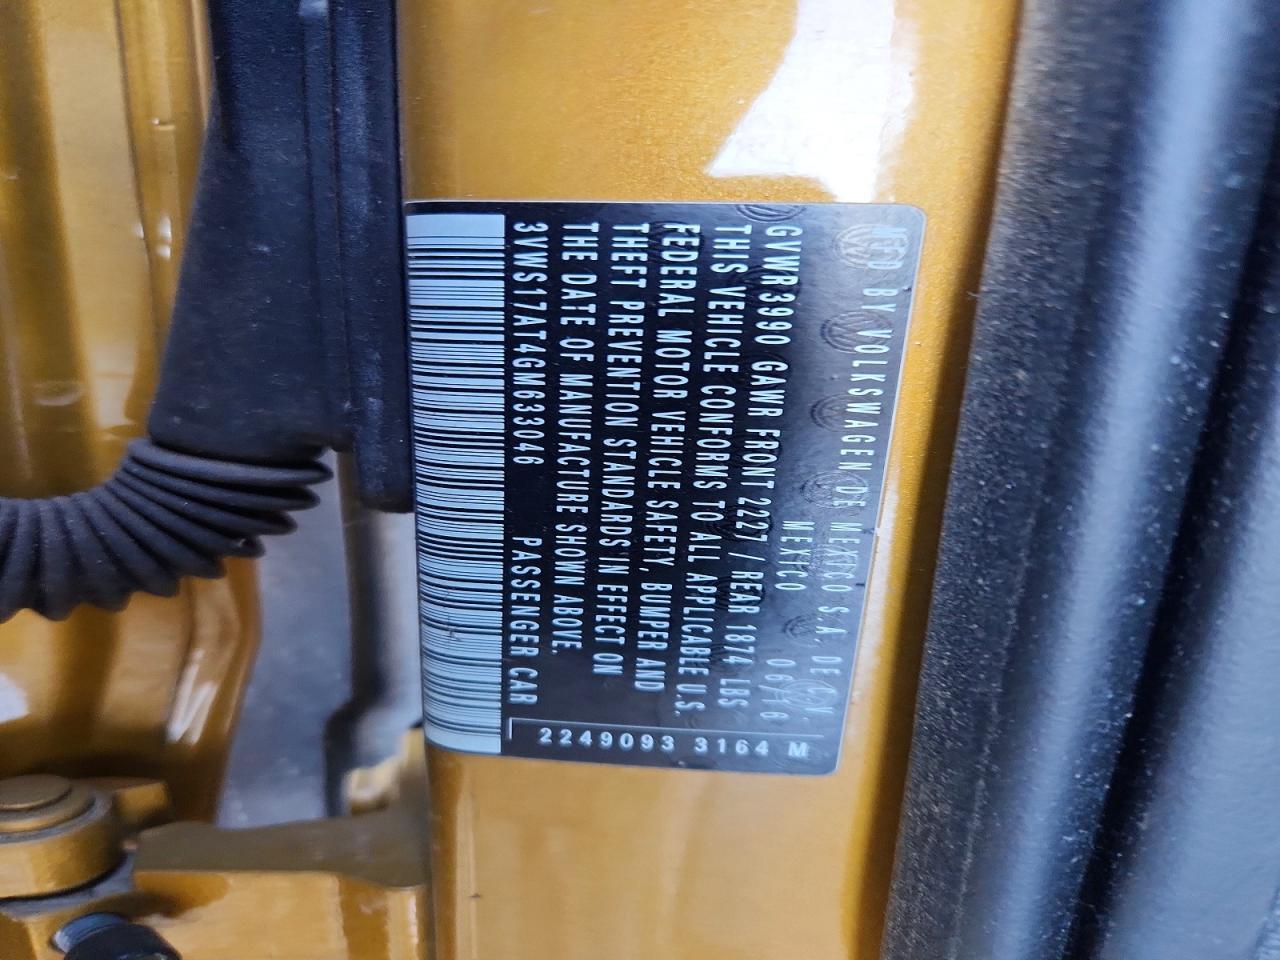 MFD BY VOLKSWAGEN DE MEXICO S.A. DE C.V.
MEXICO 06/16
GVWR 3990 GAWR FRONT 2227 / REAR 1874 LBS
THIS VEHICLE CONFORMS TO ALL APPLICABLE U.S.
FEDERAL MOTOR VEHICLE SAFETY, BUMPER AND
THEFT PREVENTION STANDARDS IN EFFECT ON
THE DATE OF MANUFACTURE SHOWN ABOVE.
3VWS17AT4GM633046 PASSENGER CAR
2249093 3164 M